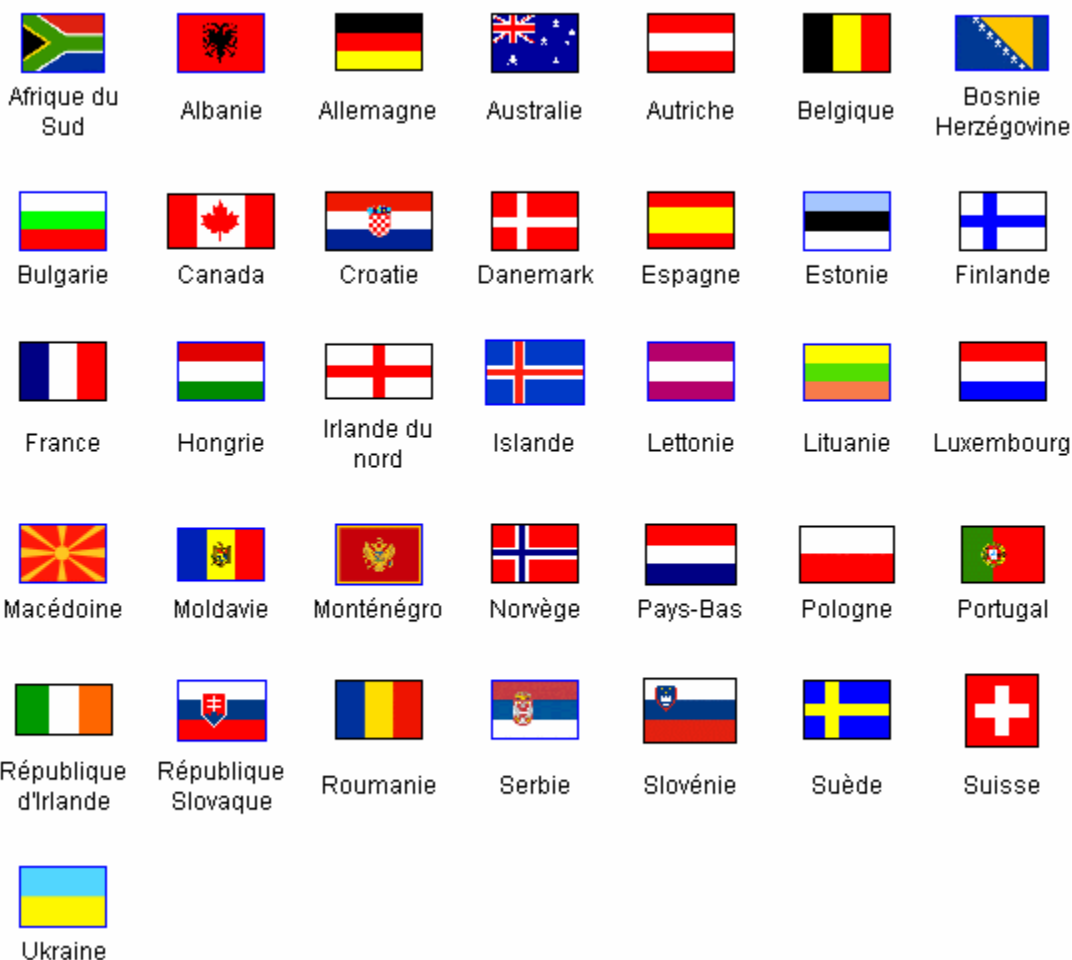 Afrique du
Sud
Albanie
Allemagne
Australie
Autriche
Belgique
Bosnie
Herzégovine
Bulgarie
Canada
Croatie
Danemark
Espagne
Estonie
Finlande
France
Hongrie
Irlande du
nord
Islande
Lettonie
Lituanie
Luxembourg
Macédoine
Moldavie
Monténégro
Norvège
Pays-Bas
Pologne
Portugal
République
d'Irlande
République
Slovaque
Roumanie
Serbie
Slovénie
Suède
Suisse
Ukraine